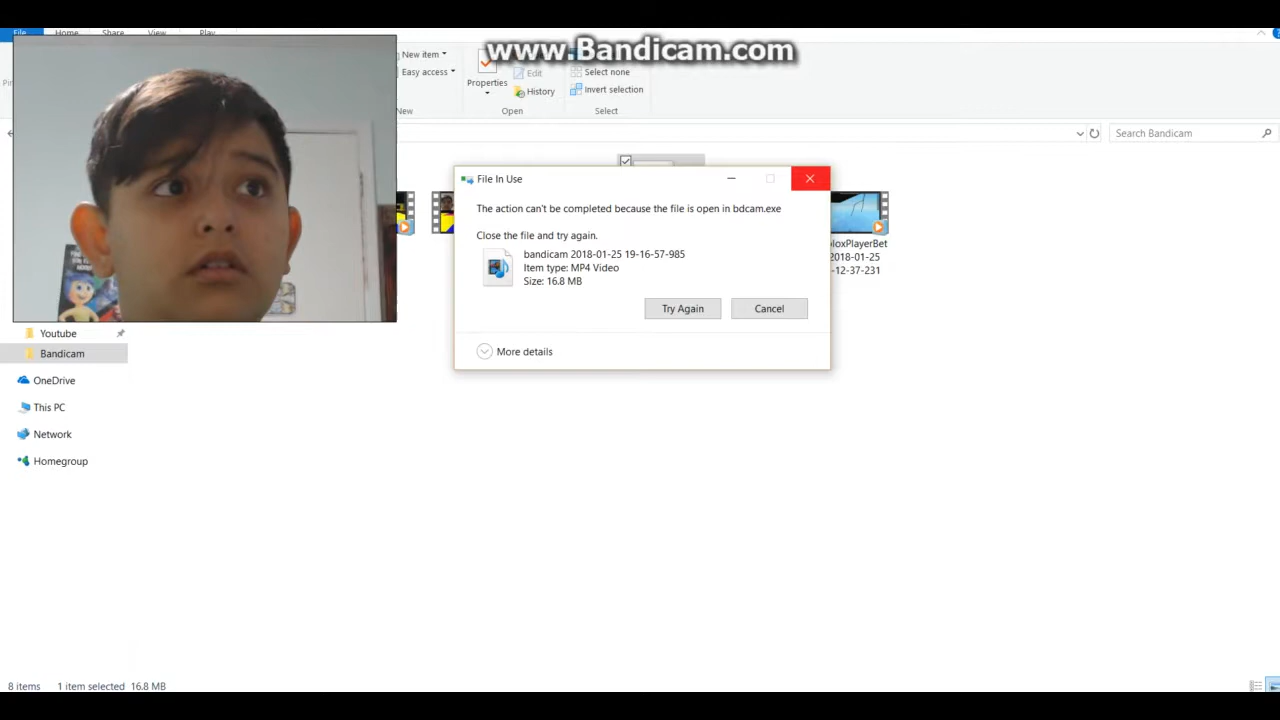 www.Bandicam.com
File
Home
Share
View
Play
New item
Easy access
New
Properties
Edit
History
Open
Select none
Invert selection
Select
Search Bandicam
File In Use
The action can't be completed because the file is open in bdcam.exe
Close the file and try again.
bandicam 2018-01-25 19-16-57-985
Item type: MP4 Video
Size: 16.8 MB
Try Again
Cancel
More details
loxPlayerBet
2018-01-25
-12-37-231
Youtube
Bandicam
OneDrive
This PC
Network
Homegroup
8 items
1 item selected
16.8 MB